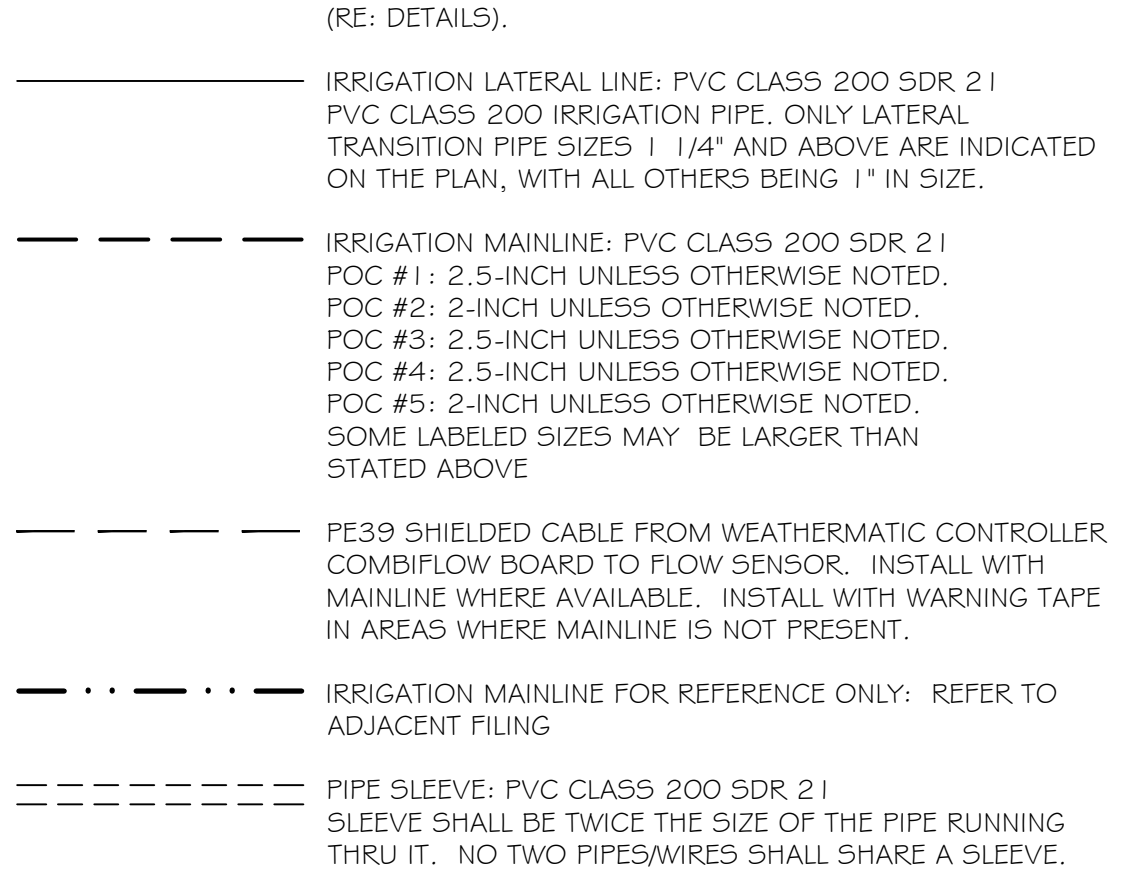 (RE: DETAILS).
IRRIGATION LATERAL LINE: PVC CLASS 200 SDR 21
PVC CLASS 200 IRRIGATION PIPE. ONLY LATERAL
TRANSITION PIPE SIZES 1 1/4" AND ABOVE ARE INDICATED
ON THE PLAN, WITH ALL OTHERS BEING 1" IN SIZE.
IRRIGATION MAINLINE: PVC CLASS 200 SDR 21
POC #1: 2.5-INCH UNLESS OTHERWISE NOTED.
POC #2: 2-INCH UNLESS OTHERWISE NOTED.
POC #3: 2.5-INCH UNLESS OTHERWISE NOTED.
POC #4: 2.5-INCH UNLESS OTHERWISE NOTED.
POC #5: 2-INCH UNLESS OTHERWISE NOTED.
SOME LABELED SIZES MAY BE LARGER THAN
STATED ABOVE
PE39 SHIELDED CABLE FROM WEATHERMATIC CONTROLLER
COMBIFLOW BOARD TO FLOW SENSOR. INSTALL WITH
MAINLINE WHERE AVAILABLE. INSTALL WITH WARNING TAPE
IN AREAS WHERE MAINLINE IS NOT PRESENT.
IRRIGATION MAINLINE FOR REFERENCE ONLY: REFER TO
ADJACENT FILING
PIPE SLEEVE: PVC CLASS 200 SDR 21
SLEEVE SHALL BE TWICE THE SIZE OF THE PIPE RUNNING
THRU IT. NO TWO PIPES/WIRES SHALL SHARE A SLEEVE.